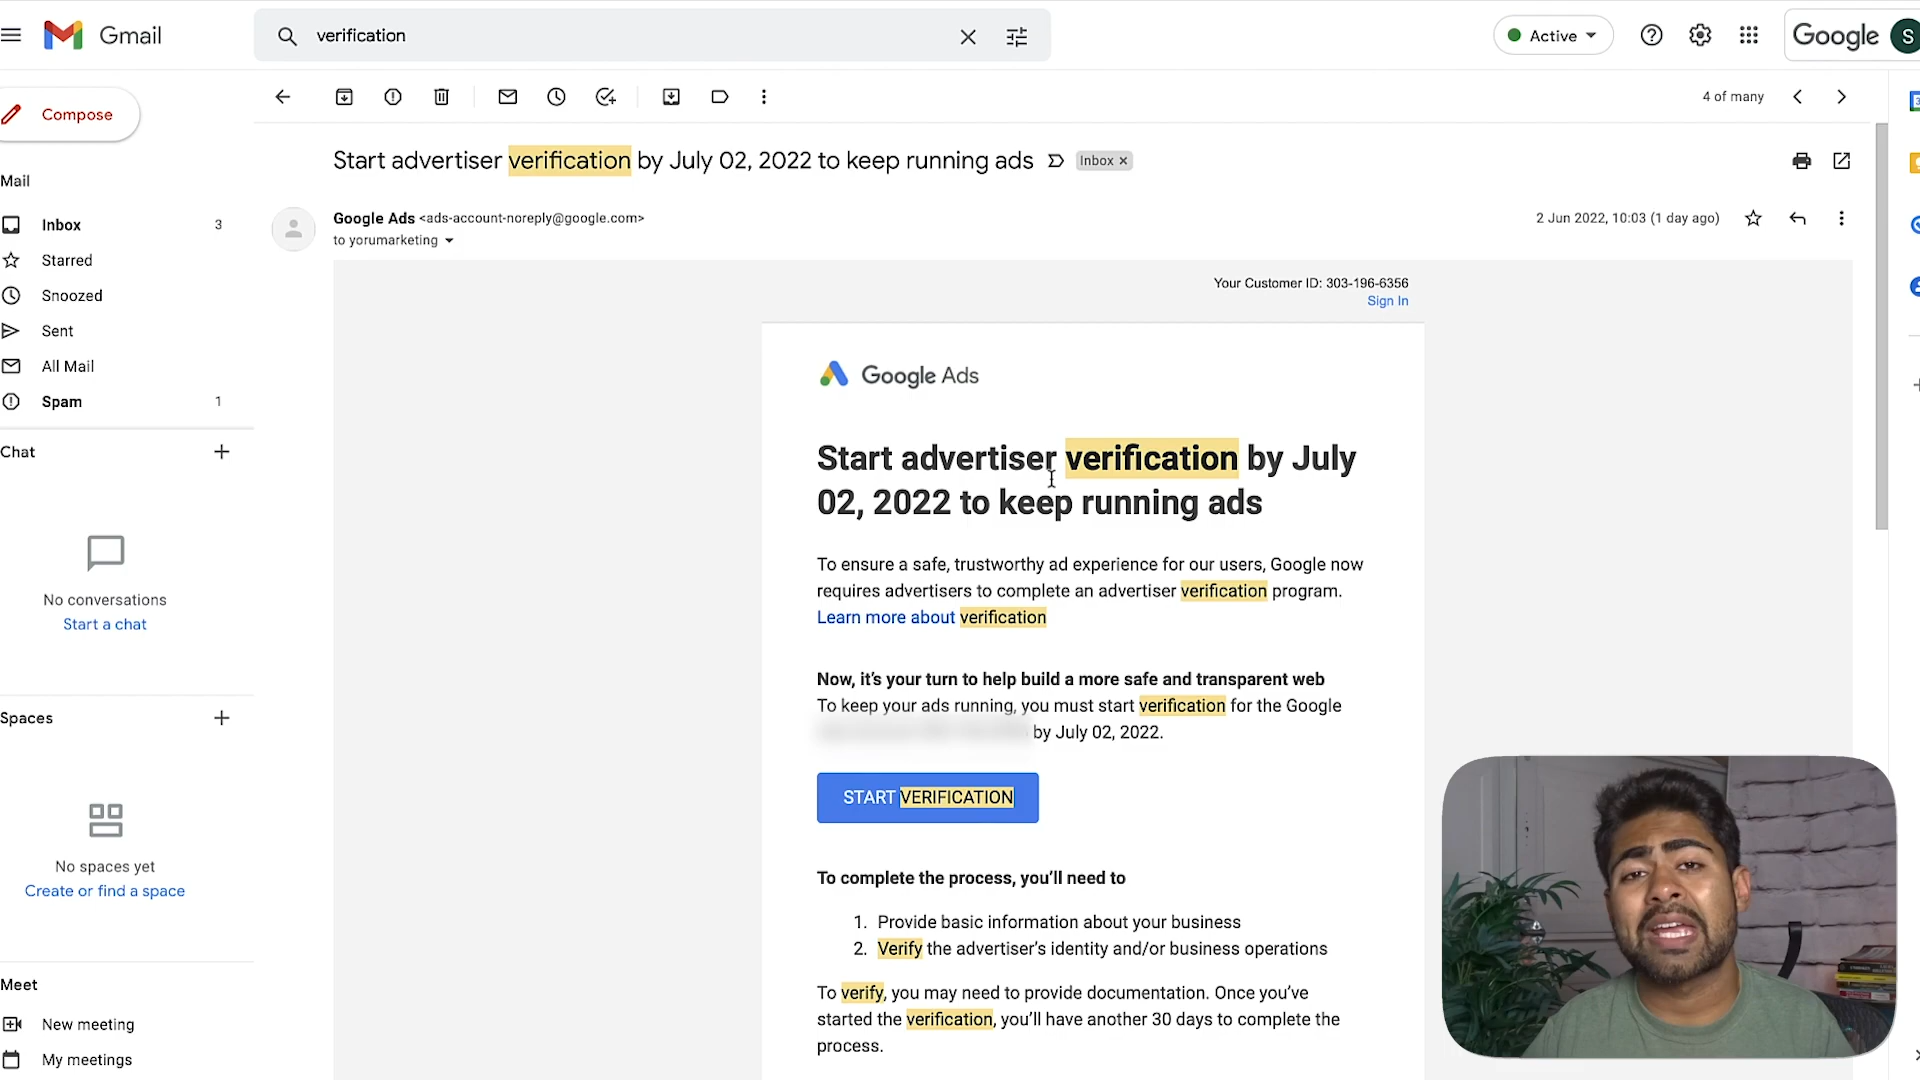 Gmail
verification
Active
Google
S
Compose
4 of many
Start advertiser verification by July 02, 2022 to keep running ads
Inbox ×
Mail
Google Ads <ads-account-noreply@google.com>
2 Jun 2022, 10:03 (1 day ago)
to yorumarketing
Inbox 3
Starred
Snoozed
Sent
All Mail
Spam 1
Chat
No conversations
Start a chat
Spaces
No spaces yet
Create or find a space
Meet
New meeting
My meetings
Your Customer ID: 303-196-6356
Sign In
Google Ads
Start advertiser verification by July
02, 2022 to keep running ads
To ensure a safe, trustworthy ad experience for our users, Google now
requires advertisers to complete an advertiser verification program.
Learn more about verification
Now, it's your turn to help build a more safe and transparent web
To keep your ads running, you must start verification for the Google
by July 02, 2022.
START VERIFICATION
To complete the process, you'll need to
1. Provide basic information about your business
2. Verify the advertiser's identity and/or business operations
To verify, you may need to provide documentation. Once you've
started the verification, you'll have another 30 days to complete the
process.